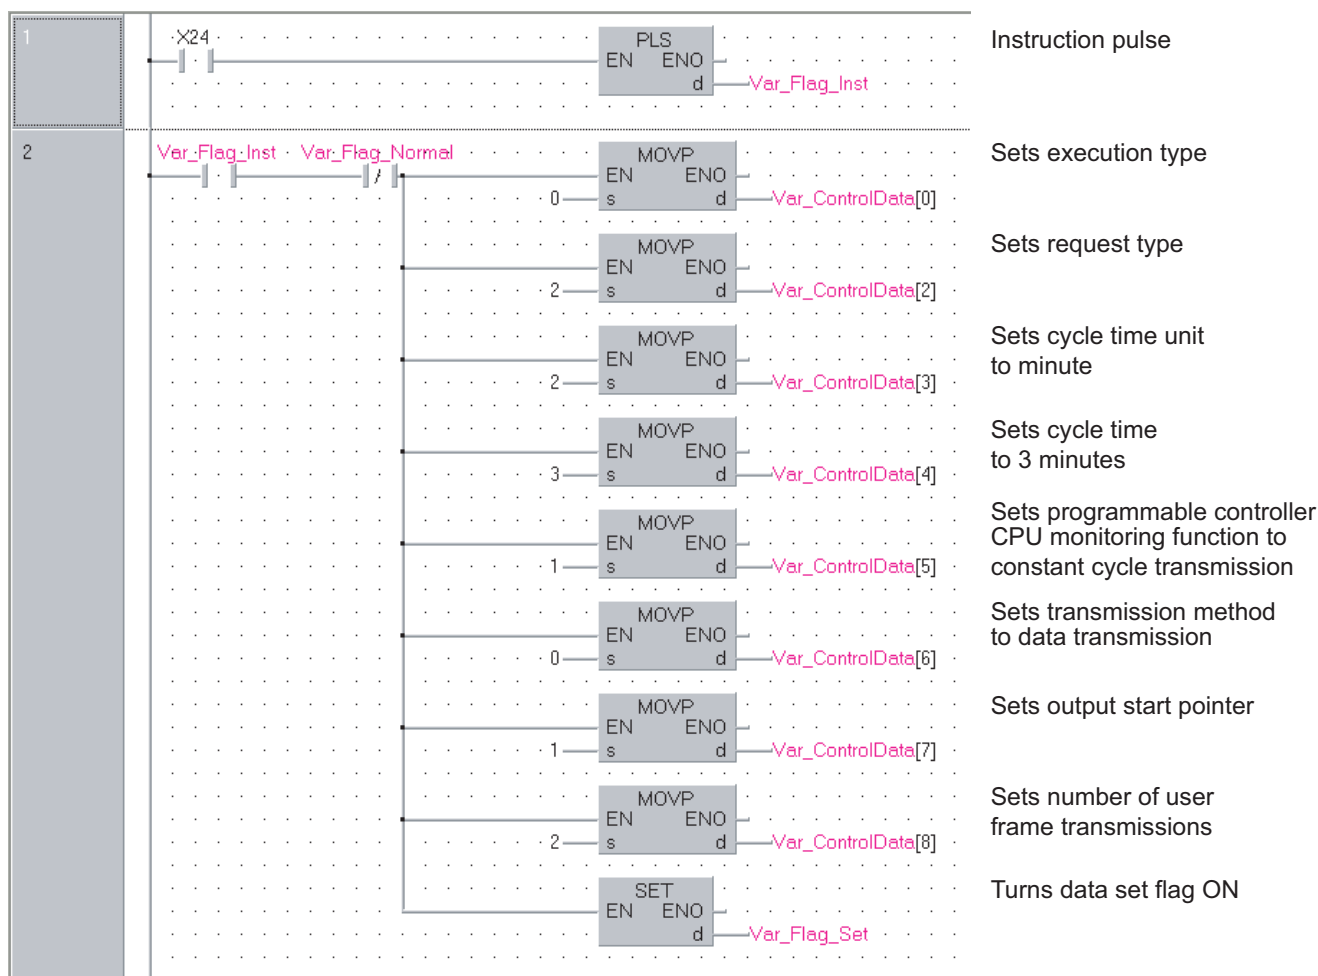 1
X24
PLS
EN ENO
d Var_Flag_Inst
Instruction pulse
2
Var_Flag_Inst Var_Flag_Normal
MOVP
EN ENO
0 s d Var_ControlData[0]
Sets execution type
MOVP
EN ENO
2 s d Var_ControlData[2]
Sets request type
MOVP
EN ENO
2 s d Var_ControlData[3]
Sets cycle time unit
to minute
MOVP
EN ENO
3 s d Var_ControlData[4]
Sets cycle time
to 3 minutes
MOVP
EN ENO
1 s d Var_ControlData[5]
Sets programmable controller
CPU monitoring function to
constant cycle transmission
MOVP
EN ENO
0 s d Var_ControlData[6]
Sets transmission method
to data transmission
MOVP
EN ENO
1 s d Var_ControlData[7]
Sets output start pointer
MOVP
EN ENO
2 s d Var_ControlData[8]
Sets number of user
frame transmissions
SET
EN ENO
d Var_Flag_Set
Turns data set flag ON